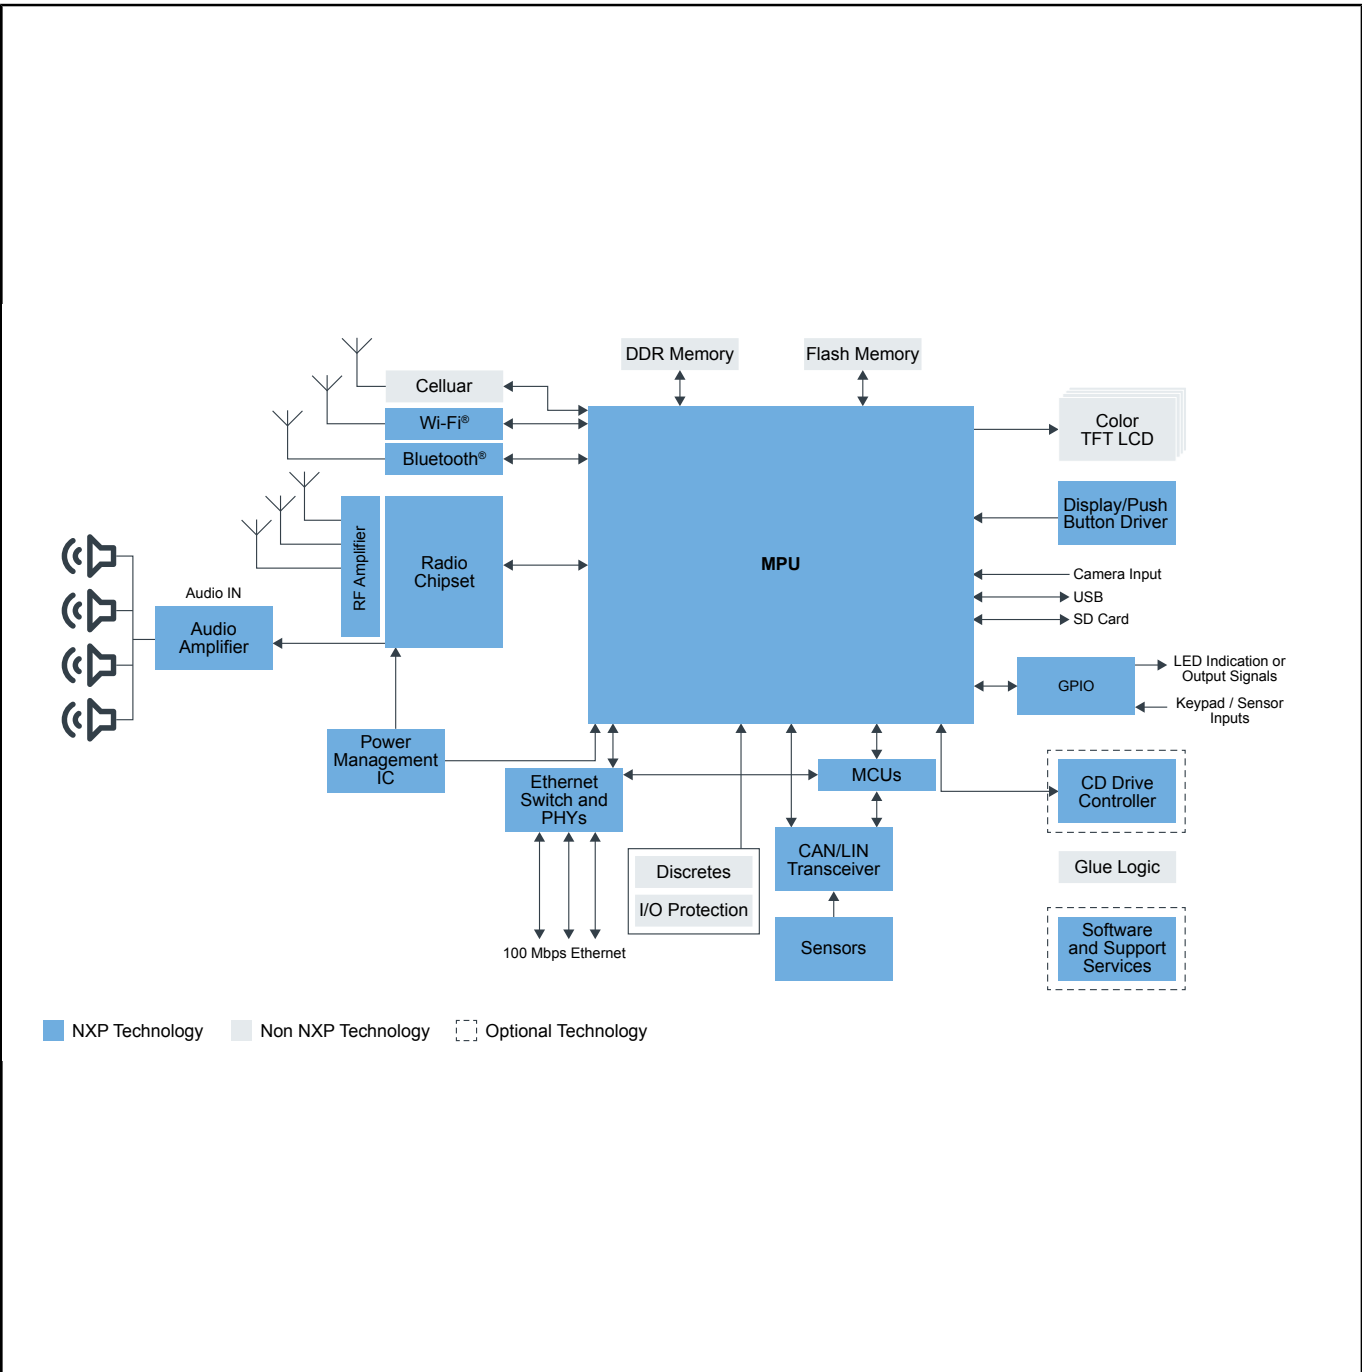 DDR Memory
Flash Memory
Celluar
Wi-Fi®
Bluetooth®
Color
TFT LCD
Display/Push
Button Driver
RF Amplifier
Radio
Chipset
MPU
Camera Input
USB
SD Card
Audio IN
Audio
Amplifier
GPIO
LED Indication or
Output Signals
Keypad / Sensor
Inputs
Power
Management
IC
Ethernet
Switch and
PHYs
MCUs
CD Drive
Controller
CAN/LIN
Transceiver
Discretes
I/O Protection
Glue Logic
100 Mbps Ethernet
Sensors
Software
and Support
Services
NXP Technology
Non NXP Technology
Optional Technology